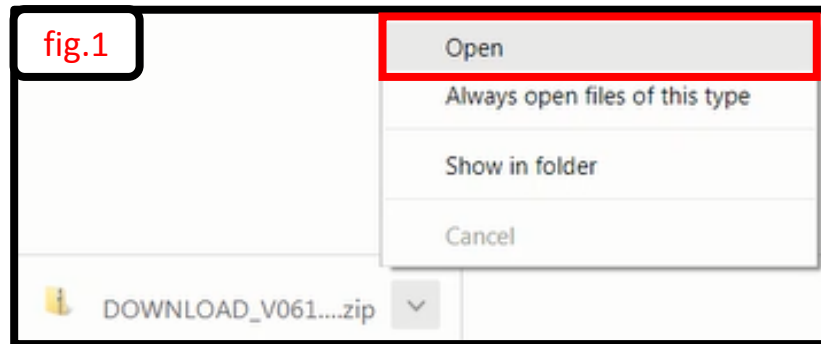 fig.1
Open
Always open files of this type
Show in folder
Cancel
DOWNLOAD_V061....zip